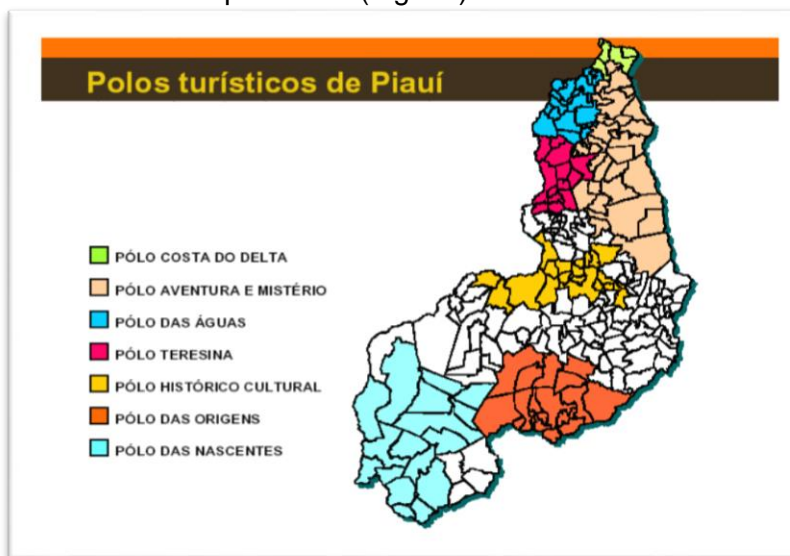 Polos turísticos de Piauí
PÓLO COSTA DO DELTA
PÓLO AVENTURA E MISTÉRIO
PÓLO DAS ÁGUAS
PÓLO TERESINA
PÓLO HISTÓRICO CULTURAL
PÓLO DAS ORIGENS
PÓLO DAS NASCENTES